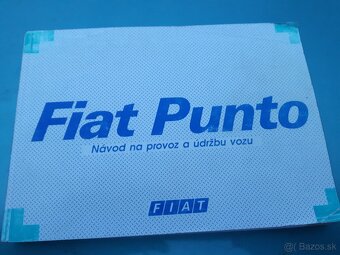 Fiat Punto
Návod na provoz a údržbu vozu
FIAT
Bazos.sk